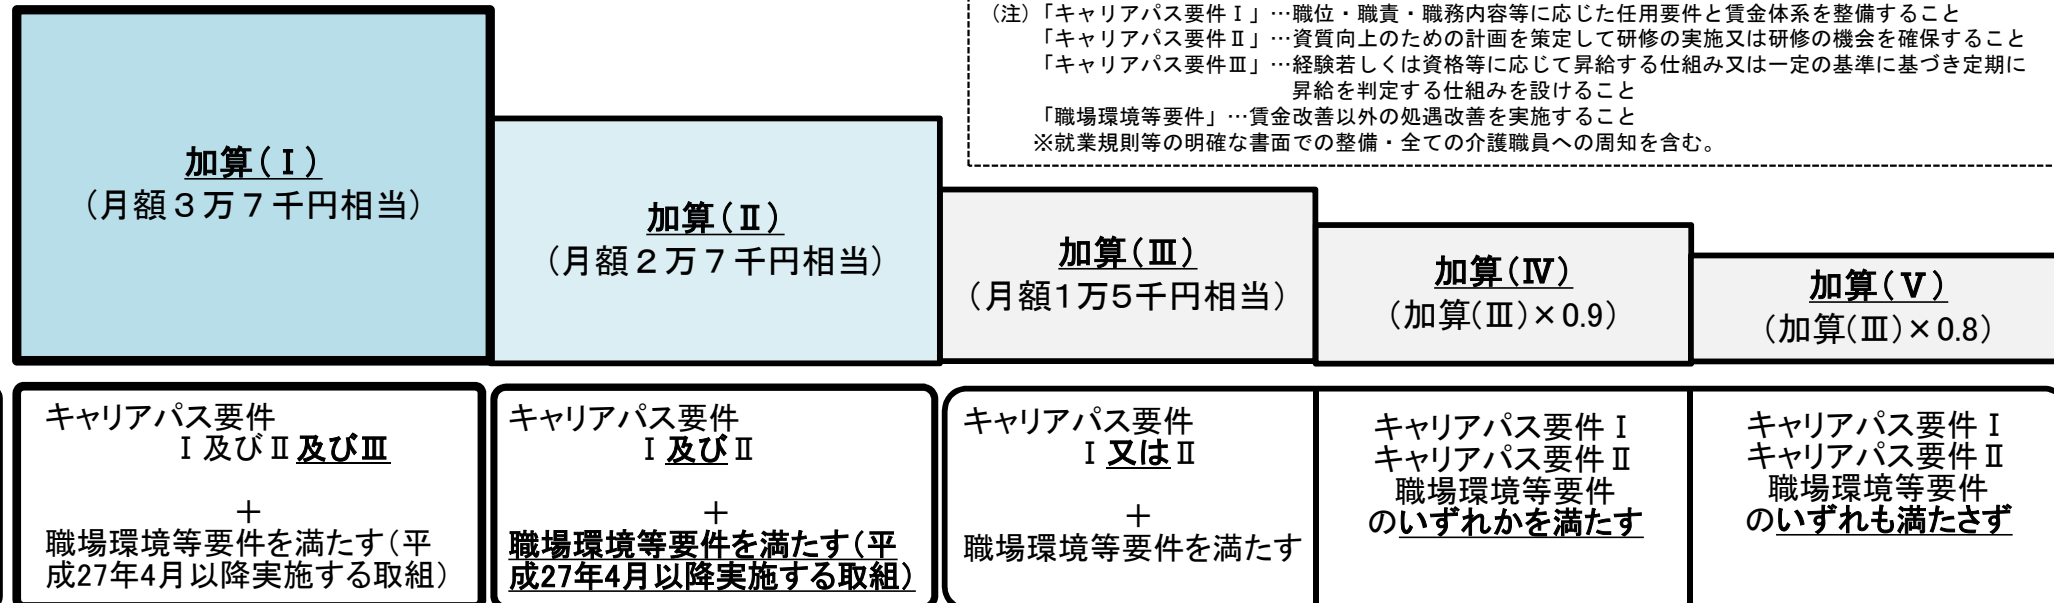 （注）「キャリアパス要件Ⅰ」…職位・職責・職務内容等に応じた任用要件と賃金体系を整備すること
「キャリアパス要件Ⅱ」…資質向上のための計画を策定して研修の実施又は研修の機会を確保すること
「キャリアパス要件Ⅲ」…経験若しくは資格等に応じて昇給する仕組み又は一定の基準に基づき定期に
昇給を判定する仕組みを設けること
「職場環境等要件」…賃金改善以外の処遇改善を実施すること
※就業規則等の明確な書面での整備・全ての介護職員への周知を含む。
加算（Ⅰ）
（月額３万７千円相当）
加算（Ⅱ）
（月額２万７千円相当）
加算（Ⅲ）
（月額1万5千円相当）
加算（Ⅳ）
（加算(Ⅲ)×0.9）
加算（Ⅴ）
（加算(Ⅲ)×0.8）
キャリアパス要件
Ⅰ及びⅡ及びⅢ
＋
職場環境等要件を満たす（平
成27年4月以降実施する取組）
キャリアパス要件
Ⅰ及びⅡ
＋
職場環境等要件を満たす（平
成27年4月以降実施する取組）
キャリアパス要件
Ⅰ又はⅡ
＋
職場環境等要件を満たす
キャリアパス要件Ⅰ
キャリアパス要件Ⅱ
職場環境等要件
のいずれかを満たす
キャリアパス要件Ⅰ
キャリアパス要件Ⅱ
職場環境等要件
のいずれも満たさず